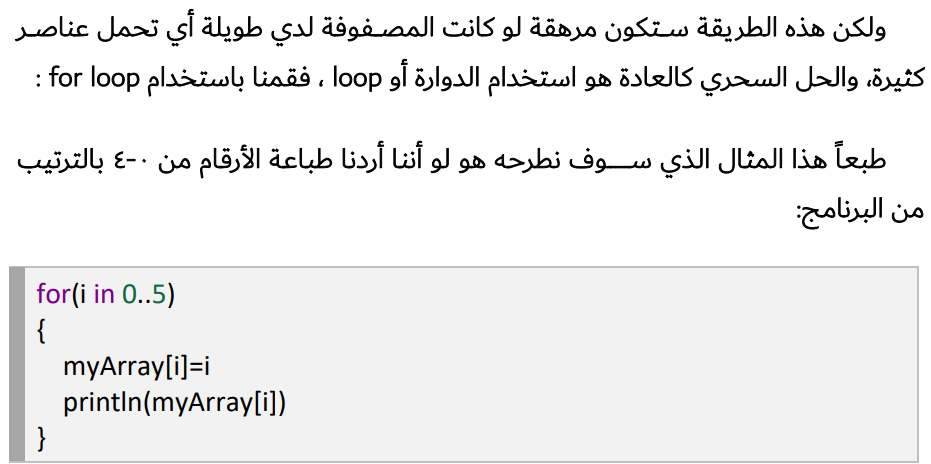 ولكن هذه الطريقة ستكون مرهقة لو كانت المصفوفة لدي طويلة أي تحمل عناصر
كثيرة، والحل السحري كالعادة هو استخدام الدوارة أو loop ، فقمنا باستخدام for loop :
طبعاً هذا المثال الذي ســوف نطرحه هو لو أننا أردنا طباعة الأرقام من ٠-٤ بالترتيب
من البرنامج:
for(i in 0..5)
{
myArray[i]=i
println(myArray[i])
}